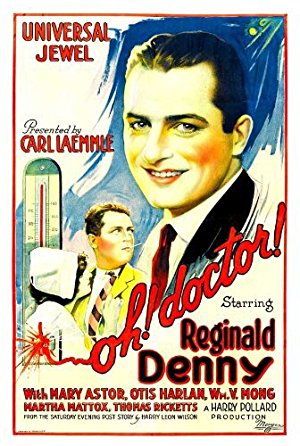 UNIVERSAL
JEWEL
Presented by
CARL LAEMMLE
oh! doctor!
Starring
Reginald
Denny
With MARY ASTOR, OTIS HARLAN, WM. V. MONG
MARTHA MATTOX, THOMAS RICKETTS
A HARRY POLLARD
PRODUCTION
FROM THE SATURDAY EVENING POST STORY By HARRY LEON WILSON
Morgan